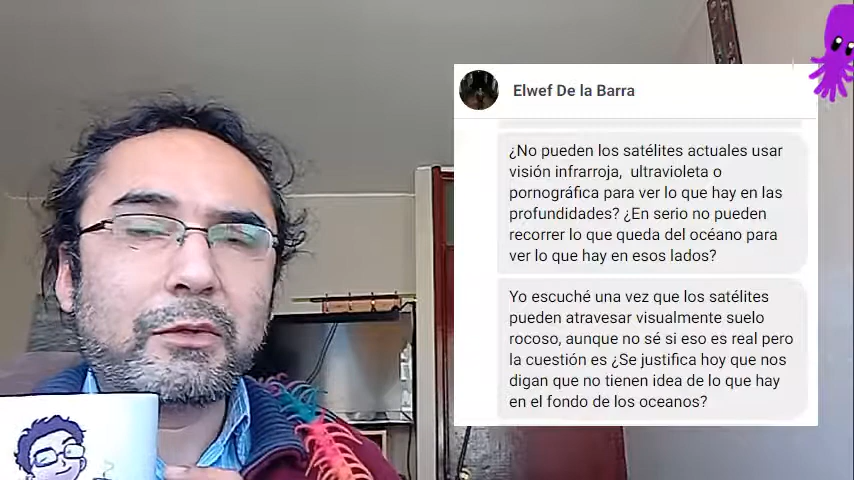 Elwef De la Barra
¿No pueden los satélites actuales usar
visión infrarroja, ultravioleta o
pornográfica para ver lo que hay en las
profundidades? ¿En serio no pueden
recorrer lo que queda del océano para
ver lo que hay en esos lados?
Yo escuché una vez que los satélites
pueden atravesar visualmente suelo
rocoso, aunque no sé si eso es real pero
la cuestión es ¿Se justifica hoy que nos
digan que no tienen idea de lo que hay
en el fondo de los oceanos?